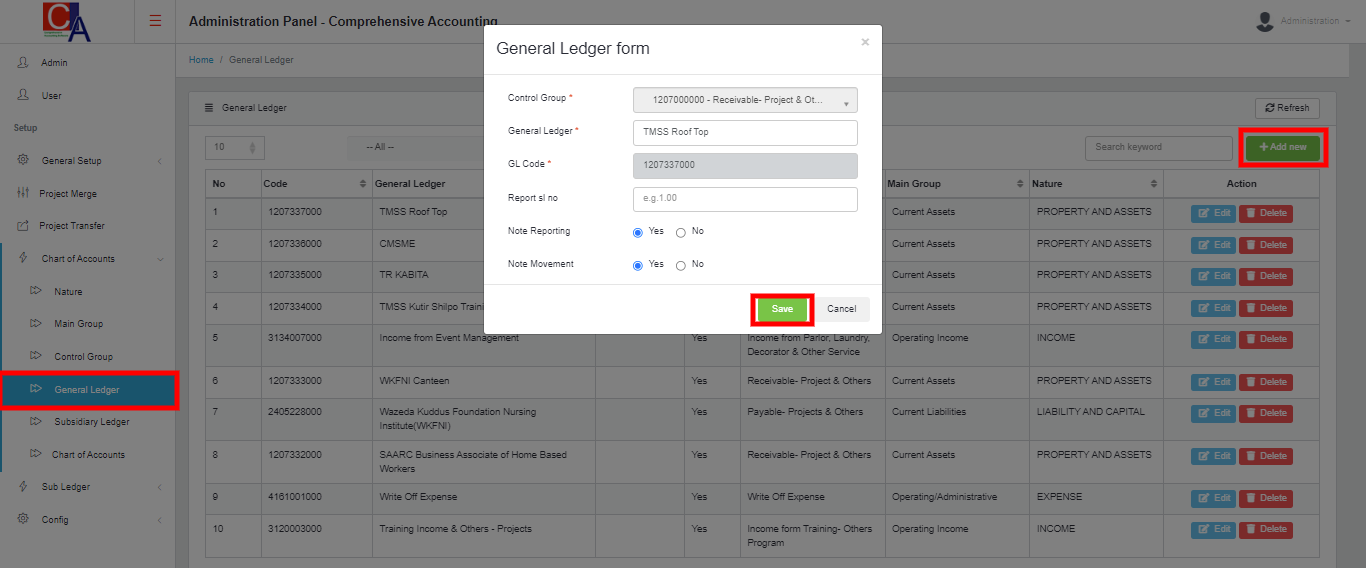 CA
Administration Panel - Comprehensive Accounting
Administration
Admin
User
Setup
General Setup
Project Merge
Project Transfer
Chart of Accounts
Nature
Main Group
Control Group
General Ledger
Subsidiary Ledger
Chart of Accounts
Sub Ledger
Config
Home / General Ledger
General Ledger
Refresh
10
-- All --
Search keyword
+ Add new
General Ledger form
×
Control Group *
1207000000 - Receivable- Project & Ot...
General Ledger *
TMSS Roof Top
GL Code *
1207337000
Report sl no
e.g.1.00
Note Reporting
Yes No
Note Movement
Yes No
Save Cancel
No Code General Ledger Main Group Nature Action
1 1207337000 TMSS Roof Top Current Assets PROPERTY AND ASSETS Edit Delete
2 1207336000 CMSME Current Assets PROPERTY AND ASSETS Edit Delete
3 1207335000 TR KABITA Current Assets PROPERTY AND ASSETS Edit Delete
4 1207334000 TMSS Kutir Shilpo Traini Current Assets PROPERTY AND ASSETS Edit Delete
5 3134007000 Income from Event Management Yes Income from Parlor, Laundry, Operating Income INCOME Edit Delete
Decorator & Other Service
6 1207333000 WKFNI Canteen Yes Receivable- Project & Others Current Assets PROPERTY AND ASSETS Edit Delete
7 2405228000 Wazeda Kuddus Foundation Nursing Yes Payable- Projects & Others Current Liabilities LIABILITY AND CAPITAL Edit Delete
Institute(WKFNI)
8 1207332000 SAARC Business Associate of Home Based Yes Receivable- Project & Others Current Assets PROPERTY AND ASSETS Edit Delete
Workers
9 4161001000 Write Off Expense Yes Write Off Expense Operating/Administrative EXPENSE Edit Delete
10 3120003000 Training Income & Others - Projects Yes Income form Training- Others Operating Income INCOME Edit Delete
Program